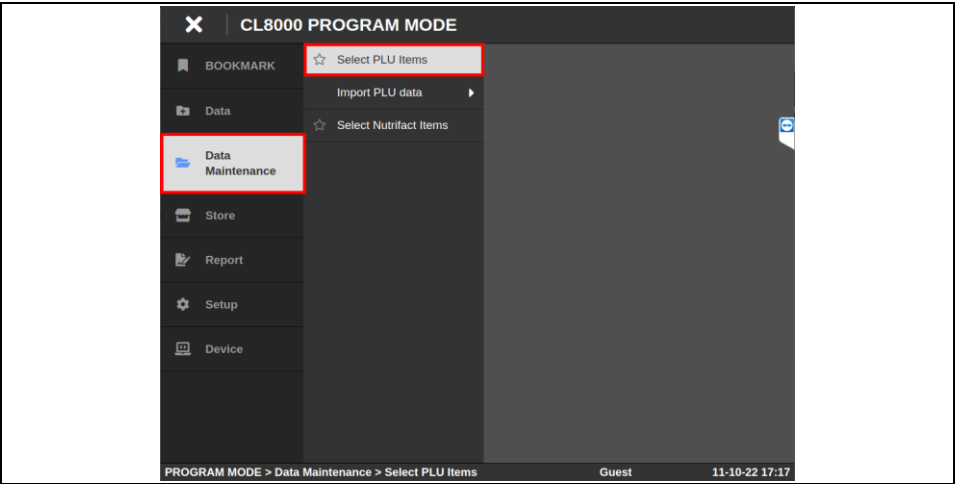 CL8000 PROGRAM MODE
BOOKMARK
Data
Data
Maintenance
Store
Report
Setup
Device
Select PLU Items
Import PLU data
Select Nutrifact Items
PROGRAM MODE > Data Maintenance > Select PLU Items Guest 11-10-22 17:17